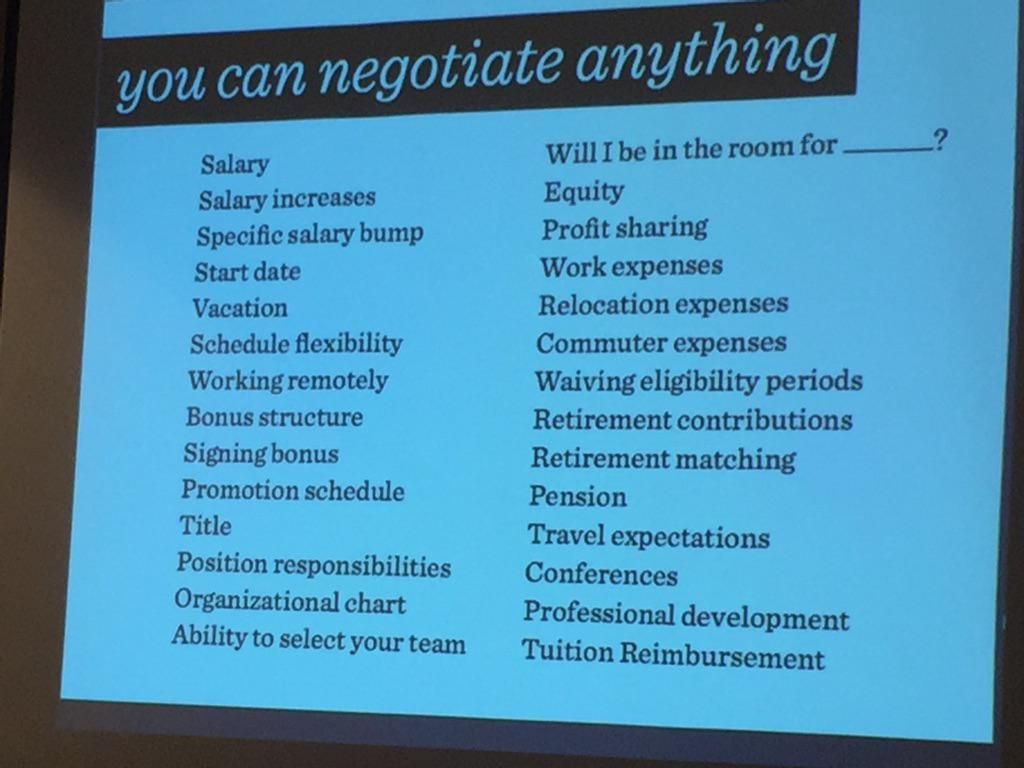 you can negotiate anything
Salary
Salary increases
Specific salary bump
Start date
Vacation
Schedule flexibility
Working remotely
Bonus structure
Signing bonus
Promotion schedule
Title
Position responsibilities
Organizational chart
Ability to select your team
Will I be in the room for ______?
Equity
Profit sharing
Work expenses
Relocation expenses
Commuter expenses
Waiving eligibility periods
Retirement contributions
Retirement matching
Pension
Travel expectations
Conferences
Professional development
Tuition Reimbursement